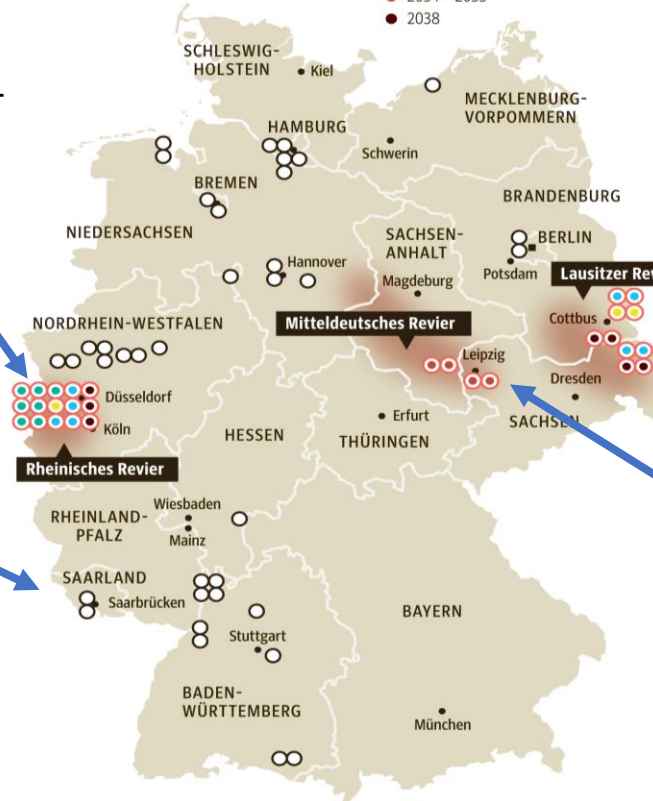 2038
SCHLESWIG-
HOLSTEIN
Kiel
MECKLENBURG-
VORPOMMERN
HAMBURG
Schwerin
BREMEN
BRANDENBURG
NIEDERSACHSEN
SACHSEN-
ANHALT
BERLIN
Hannover
Potsdam
Magdeburg
Lausitzer
Cottbus
NORDRHEIN-WESTFALEN
Mitteldeutsches Revier
Leipzig
Düsseldorf
Dresden
Köln
SACHSEN
Erfurt
HESSEN
THÜRINGEN
Rheinisches Revier
Wiesbaden
RHEINLAND-
PFALZ
Mainz
SAARLAND
Saarbrücken
BAYERN
Stuttgart
BADEN-
WÜRTTEMBERG
München